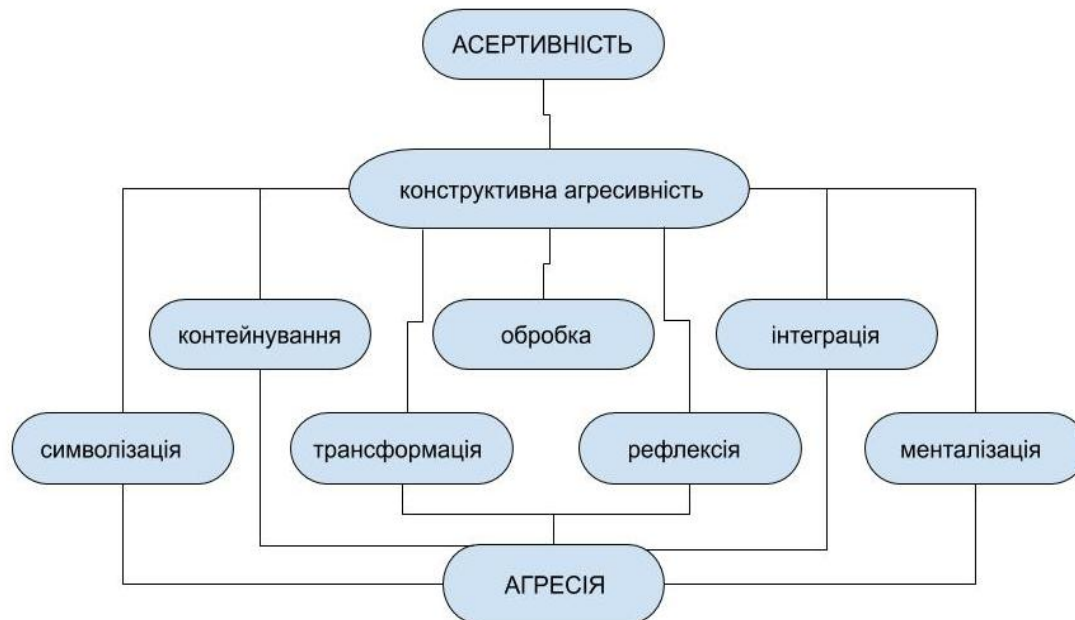 АСЕРТИВНІСТЬ
конструктивна агресивність
контейнування
обробка
інтеграція
символізація
трансформація
рефлексія
менталізація
АГРЕСІЯ